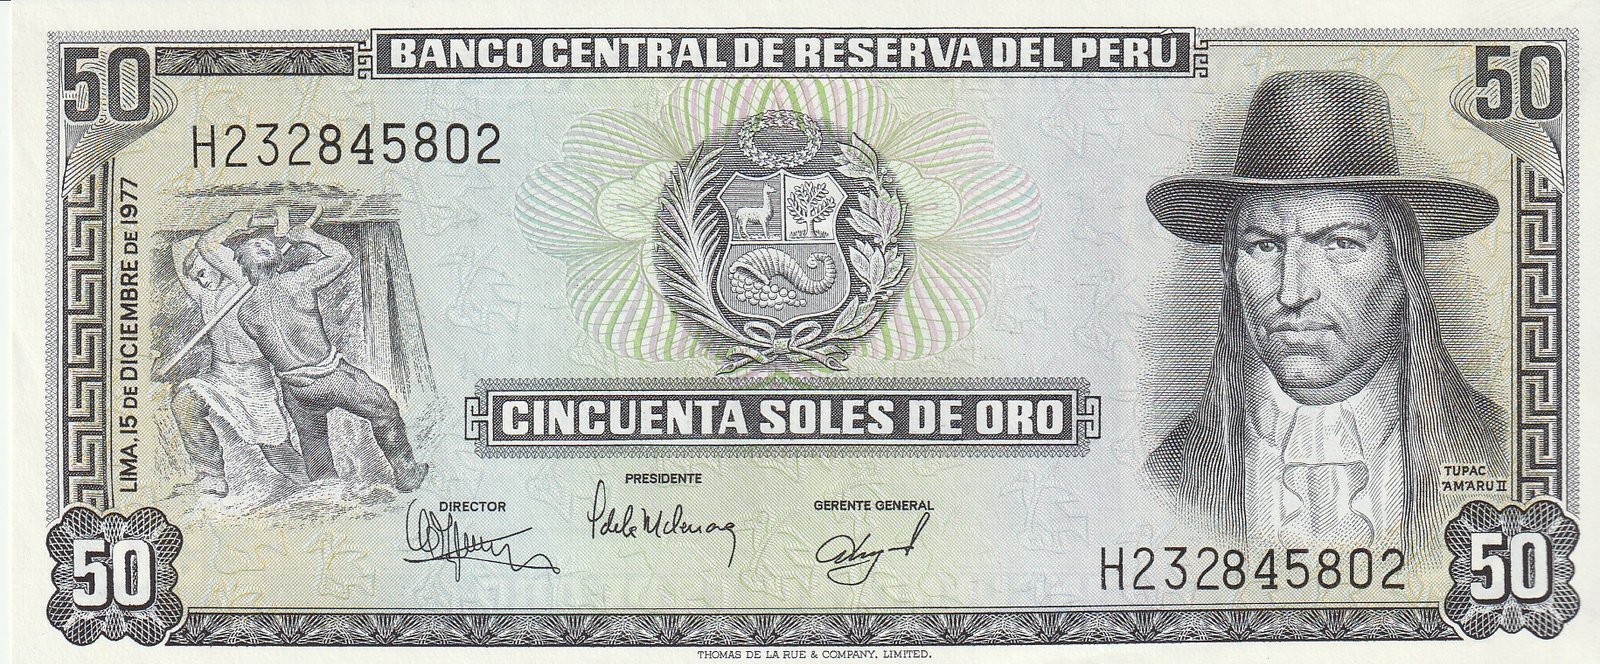 BANCO CENTRAL DE RESERVA DEL PERÚ
50
50
H232845802
LIMA, 15 DE DICIEMBRE DE 1977
CINCUENTA SOLES DE ORO
PRESIDENTE
DIRECTOR
GERENTE GENERAL
TUPAC
AMARU II
H232845802
50
50
THOMAS DE LA RUE & COMPANY, LIMITED.